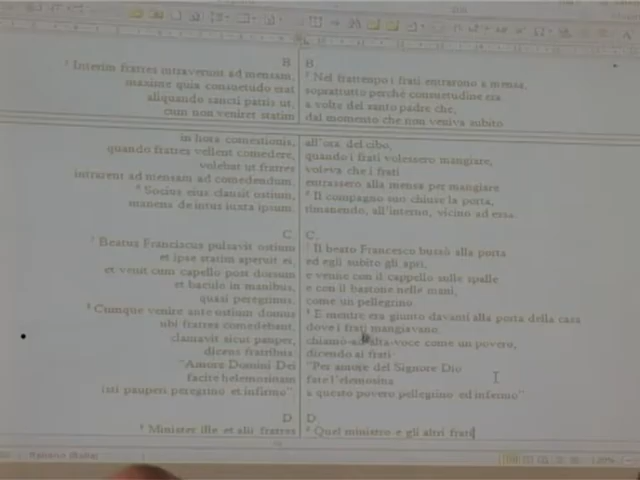 B
⁵ Interim fratres intraverunt ad mensam,
maxime quia consuetudo erat
aliquando sancti patris ut,
cum non veniret statim
in hora comestionis,
quando fratres vellent comedere,
volebat ut fratres
intrarent ad mensam ad comedendum.
⁶ Socius eius clausit ostium,
manens de intus iuxta ipsum.
C
⁷ Beatus Franciscus pulsavit ostium
et ipse statim aperuit ei,
et venit cum capello post dorsum
et baculo in manibus,
quasi peregrinus.
⁸ Cumque venire ante ostium domus
ubi fratres comedebant,
clamavit sicut pauper,
dicens fratribus
"Amore Domini Dei
facite helemosinam
isti pauperi peregrino et infirmo".
D
⁹ Minister ille et alii fratres
B
⁵ Nel frattempo i frati entrarono a mensa,
soprattutto perché consuetudine era
a volte del santo padre che,
dal momento che non veniva subito
all'ora del cibo,
quando i frati volessero mangiare,
voleva che i frati
entrassero alla mensa per mangiare
⁶ Il compagno suo chiuse la porta,
rimanendo, all'interno, vicino ad essa.
C.
⁷ Il beato Francesco bussò alla porta
ed egli subito gli aprì,
e venne con il cappello sulle spalle
e con il bastone nelle mani,
come un pellegrino
⁸ E mentre era giunto davanti alla porta della casa
dove i frati mangiavano
chiamò ad alta voce come un povero,
dicendo ai frati
"Per amore del Signore Dio
fate l'elemosina
a questo povero pellegrino ed infermo"
D
⁹ Quel ministro e gli altri frati